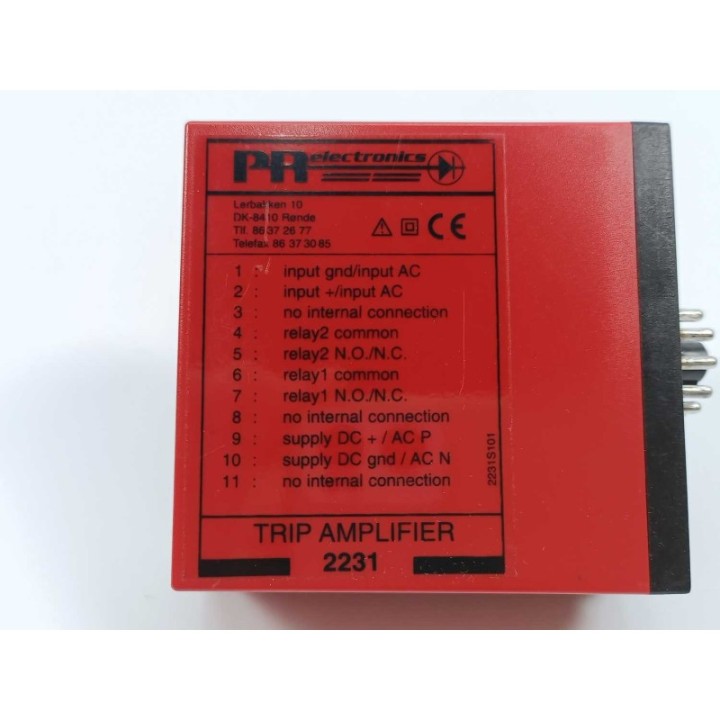 PR electronics
Lerbakken 10
DK-8410 Rønde
Tlf. 86 37 26 77
Telefax 86 37 30 85
CE
1 : input gnd/input AC
2 : input +/input AC
3 : no internal connection
4 : relay2 common
5 : relay2 N.O./N.C.
6 : relay1 common
7 : relay1 N.O./N.C.
8 : no internal connection
9 : supply DC + / AC P
10 : supply DC gnd / AC N
11 : no internal connection
2231S101
TRIP AMPLIFIER
2231